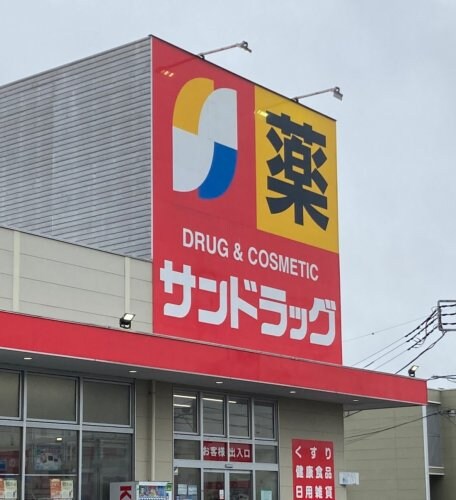 薬
DRUG & COSMETIC
サンドラッグ
お客様出入口
くすり
健康食品
日用雑貨